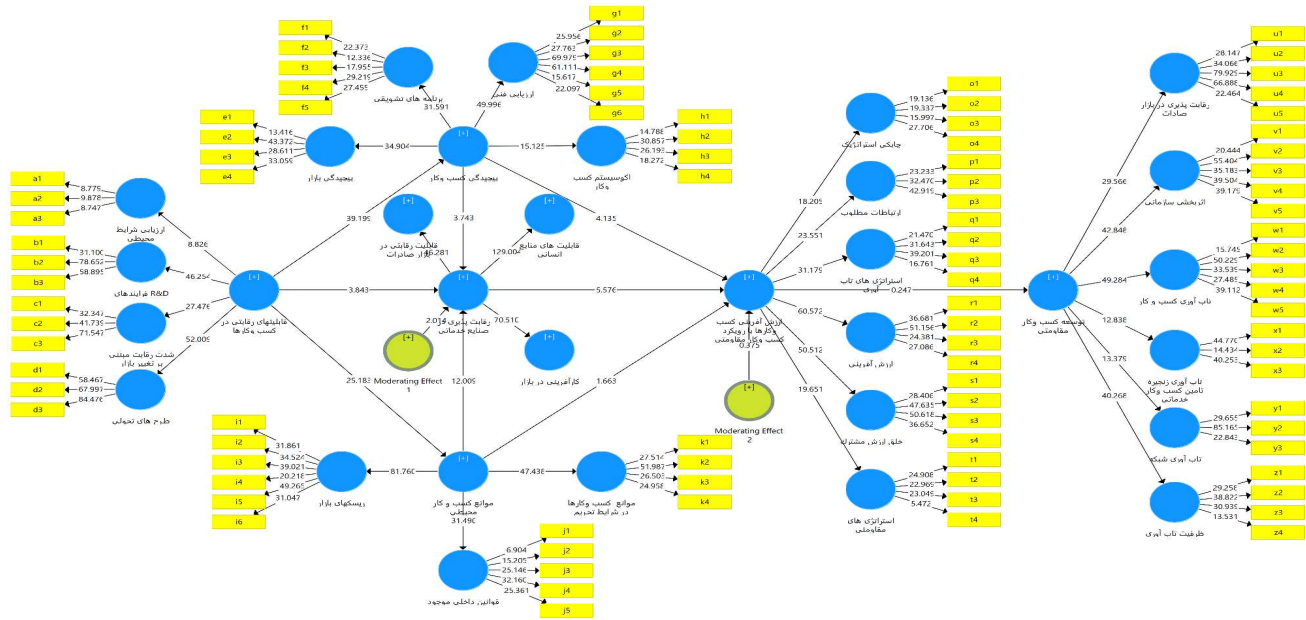 a1
a2
a3
8.779
9.878
8.747
ارزیابی شرایط
محیطی
b1
b2
b3
31.100
78.652
58.895
فرایندهای R&D
c1
c2
c3
32.347
41.739
71.547
شدت رقابت مبتنی
بر تغییر بازار
d1
d2
d3
58.467
67.997
84.476
طرح های تحولی
8.826
46.254
27.476
52.009
[+]
قابلیتهای رقابتی در
کسب وکارها
e1
e2
e3
e4
13.416
43.372
28.611
33.059
پیچیدگی بازار
f1
f2
f3
f4
f5
22.373
12.336
17.955
29.219
27.455
برنامه های تشویقی
g1
g2
g3
g4
g5
g6
25.956
27.763
69.975
61.111
15.617
22.097
ارزیابی فنی
h1
h2
h3
h4
14.788
30.857
26.193
18.272
اکوسیستم کسب
وکار
31.591
49.996
34.904
15.125
[+]
پیچیدگی کسب وکار
39.199
3.743
4.135
3.843
25.183
[+]
قابلیت رقابتی در
بازار صادرات
[+]
قابلیت های منابع
انسانی
46.281
129.004
[+]
رقابت پذیری در
صنایع خدماتی
70.510
[+]
کارآفرینی در بازار
2.014
[+]
Moderating Effect
1
5.576
12.009
1.663
i1
i2
i3
i4
i5
i6
31.861
34.524
39.021
20.218
49.265
31.047
ریسکهای بازار
81.760
47.438
31.490
[+]
موانع کسب و کار
محیطی
k1
k2
k3
k4
27.514
51.987
26.503
24.958
موانع کسب وکارها
در شرایط تحریم
j1
j2
j3
j4
j5
6.904
15.205
25.146
32.160
25.361
قوانین داخلی موجود
[+]
ارزش آفرینی کسب
وکارها با رویکرد
کسب وکار مقاومتی
0.375
[+]
Moderating Effect
2
18.205
23.551
31.179
60.572
50.512
19.651
0.247
o1
o2
o3
o4
19.136
19.337
15.997
27.706
چابکی استراتژیک
p1
p2
p3
23.233
32.470
42.919
ارتباطات مطلوب
q1
q2
q3
q4
21.470
31.643
39.201
16.761
استراتژی های تاب
آوری
r1
r2
r3
r4
36.681
51.156
24.381
27.086
ارزش آفرینی
s1
s2
s3
s4
28.406
47.635
50.618
36.652
خلق ارزش مشترک
t1
t2
t3
t4
24.908
22.969
23.049
5.472
استراتژی های
مقاومتی
[+]
توسعه کسب وکار
مقاومتی
29.566
42.846
49.284
12.838
13.379
40.268
u1
u2
u3
u4
u5
28.147
34.066
79.929
66.888
22.464
رقابت پذیری در بازار
صادرات
v1
v2
v3
v4
v5
20.444
55.404
35.183
39.504
39.179
اثربخشی سازمانی
w1
w2
w3
w4
w5
15.745
50.229
33.539
27.485
39.112
تاب آوری کسب و کار
x1
x2
x3
44.770
14.434
40.253
تاب آوری زنجیره
تامین کسب وکار
خدماتی
y1
y2
y3
29.655
85.165
22.843
تاب آوری شبکه
z1
z2
z3
z4
29.258
38.822
30.939
13.531
ظرفیت تاب آوری